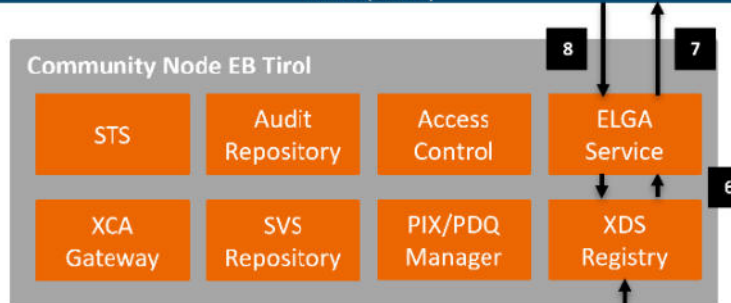 8
7
Community Node EB Tirol
STS
Audit
Repository
Access
Control
ELGA
Service
6
XCA
Gateway
SVS
Repository
PIX/PDQ
Manager
XDS
Registry